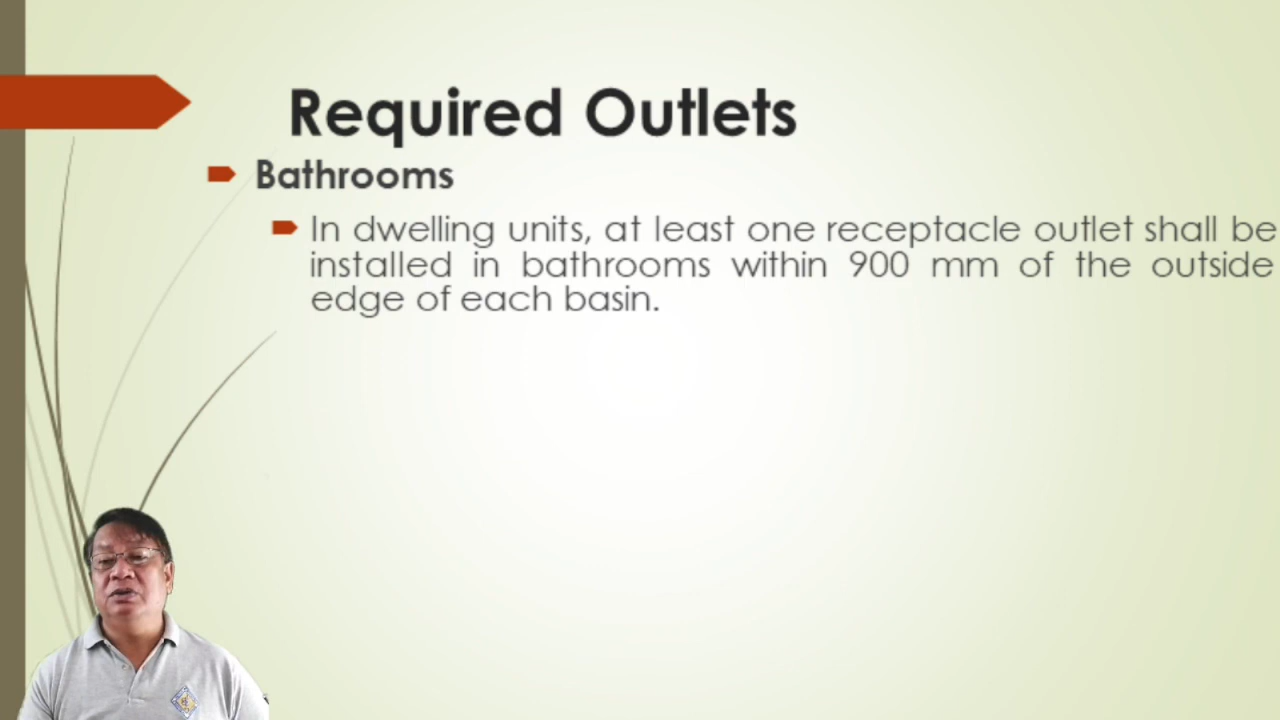 Required Outlets
Bathrooms
In dwelling units, at least one receptacle outlet shall be
installed in bathrooms within 900 mm of the outside
edge of each basin.